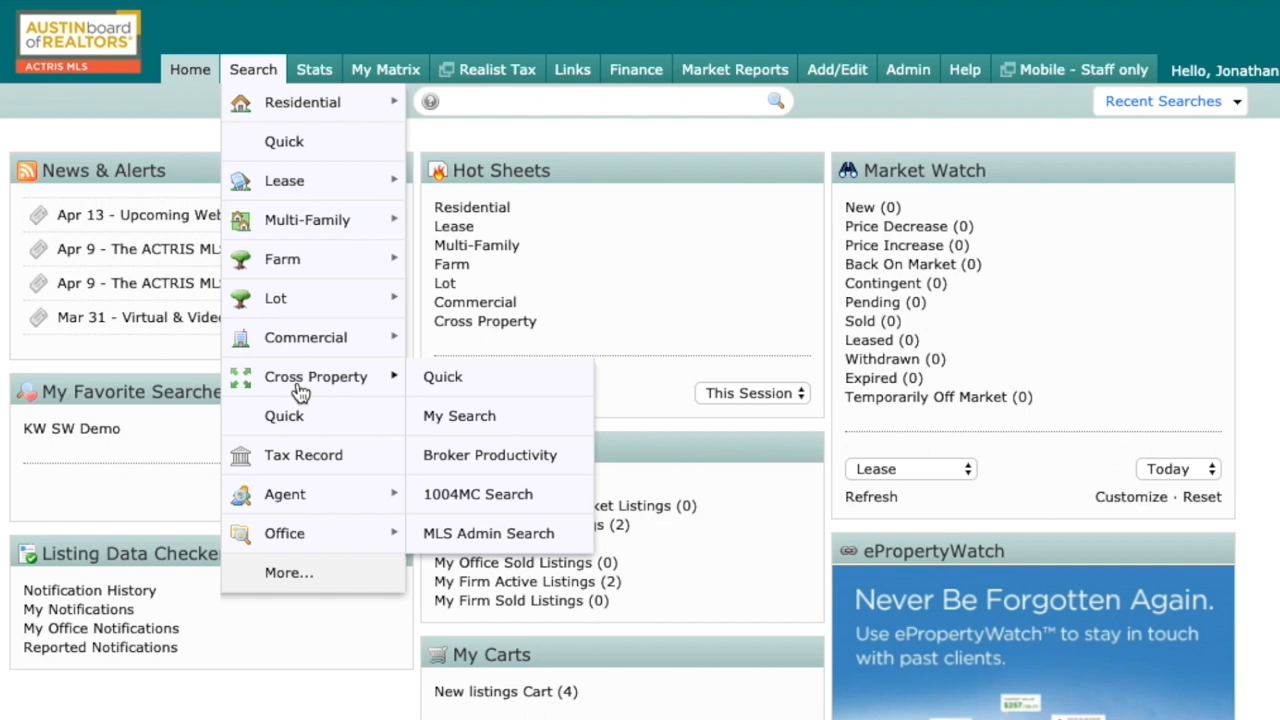 AUSTINboard
of REALTORS®
ACTRIS MLS
Home
Search
Stats
My Matrix
Realist Tax
Links
Finance
Market Reports
Add/Edit
Admin
Help
Mobile - Staff only
Hello, Jonathan
Recent Searches
Residential
Quick
Lease
Multi-Family
Farm
Lot
Commercial
Cross Property
Quick
Tax Record
Agent
Office
More...
Quick
My Search
Broker Productivity
1004MC Search
MLS Admin Search
News & Alerts
Apr 13 - Upcoming Web
Apr 9 - The ACTRIS ML
Apr 9 - The ACTRIS ML
Mar 31 - Virtual & Vide
My Favorite Searche
KW SW Demo
Listing Data Checke
Notification History
My Notifications
My Office Notifications
Reported Notifications
Hot Sheets
Residential
Lease
Multi-Family
Farm
Lot
Commercial
Cross Property
This Session
ket Listings (0)
gs (2)
My Office Sold Listings (0)
My Firm Active Listings (2)
My Firm Sold Listings (0)
My Carts
New listings Cart (4)
Market Watch
New (0)
Price Decrease (0)
Price Increase (0)
Back On Market (0)
Contingent (0)
Pending (0)
Sold (0)
Leased (0)
Withdrawn (0)
Expired (0)
Temporarily Off Market (0)
Lease
Today
Refresh
Customize · Reset
ePropertyWatch
Never Be Forgotten Again.
Use ePropertyWatch™ to stay in touch
with past clients.
$257